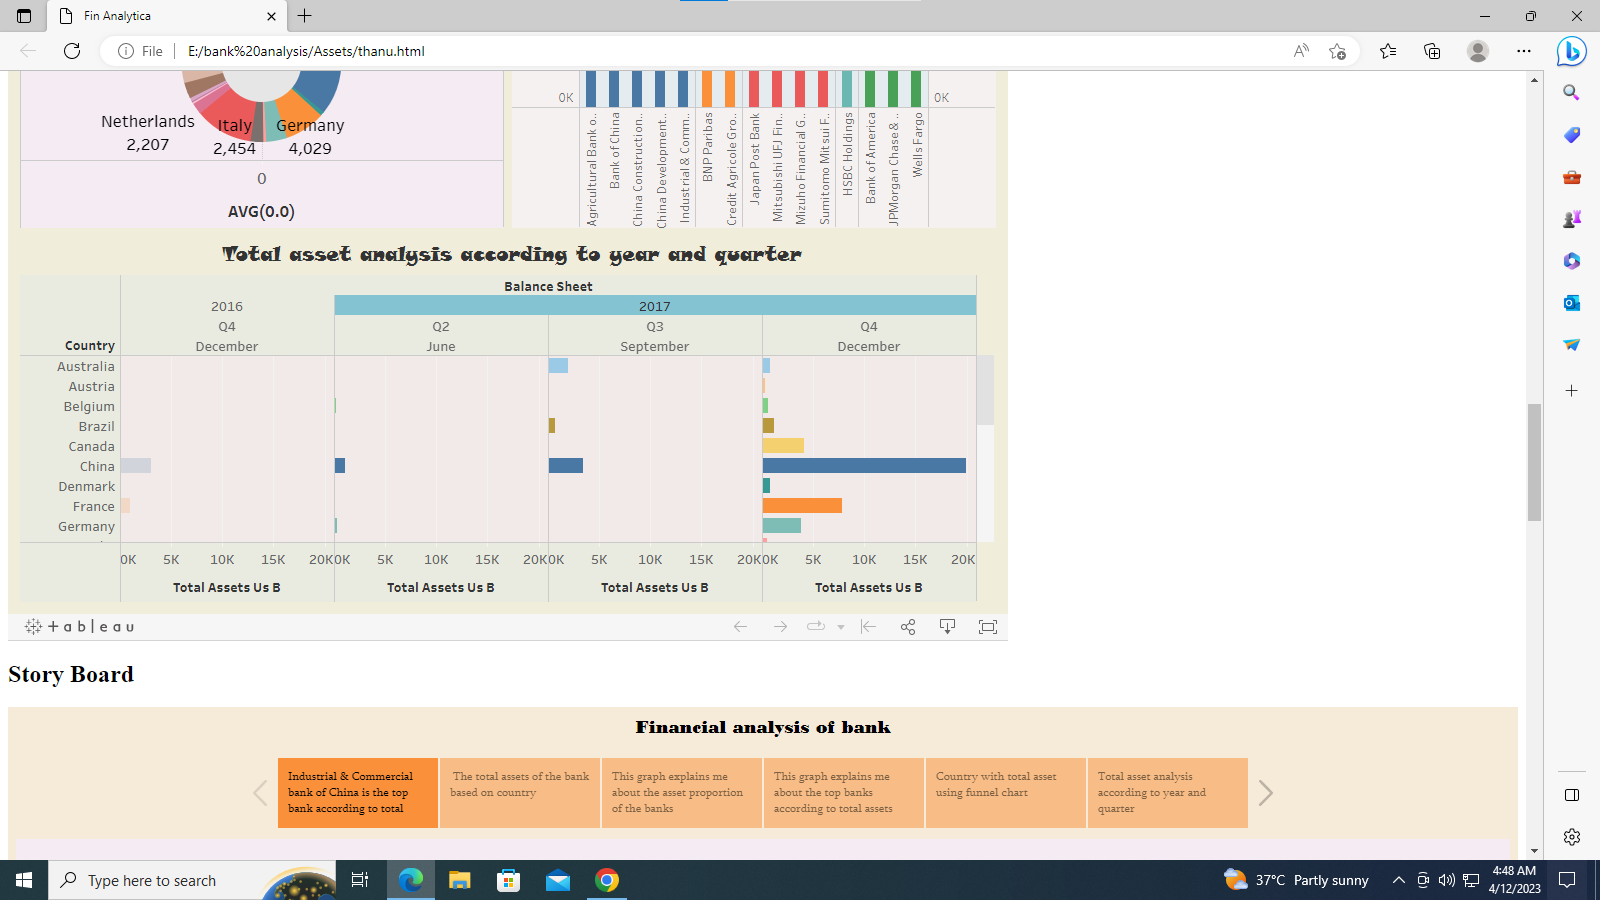 Fin Analytica
File
E:/bank%20analysis/Assets/thanu.html
Netherlands
2,207
Italy
2,454
Germany
4,029
0
AVG(0.0)
0K
0K
Agricultural Bank o..
Bank of China
China Construction..
China Development..
Industrial & Comm..
BNP Paribas
Credit Agricole Gro..
Japan Post Bank
Mitsubishi UFJ Fin..
Mizuho Financial G..
Sumitomo Mitsui F..
HSBC Holdings
Bank of America
JPMorgan Chase & ..
Wells Fargo
Total asset analysis according to year and quarter
Balance Sheet
2016
2017
Q4
Q2
Q3
Q4
Country
December
June
September
December
Australia
Austria
Belgium
Brazil
Canada
China
Denmark
France
Germany
0K 5K 10K 15K 20K
0K 5K 10K 15K 20K
0K 5K 10K 15K 20K
0K 5K 10K 15K 20K
Total Assets Us B
Total Assets Us B
Total Assets Us B
Total Assets Us B
+ a b l e a u
Story Board
Financial analysis of bank
Industrial & Commercial
bank of China is the top
bank according to total
The total assets of the bank
based on country
This graph explains me
about the asset proportion
of the banks
This graph explains me
about the top banks
according to total assets
Country with total asset
using funnel chart
Total asset analysis
according to year and
quarter
Type here to search
37°C Partly sunny
4:48 AM
4/12/2023